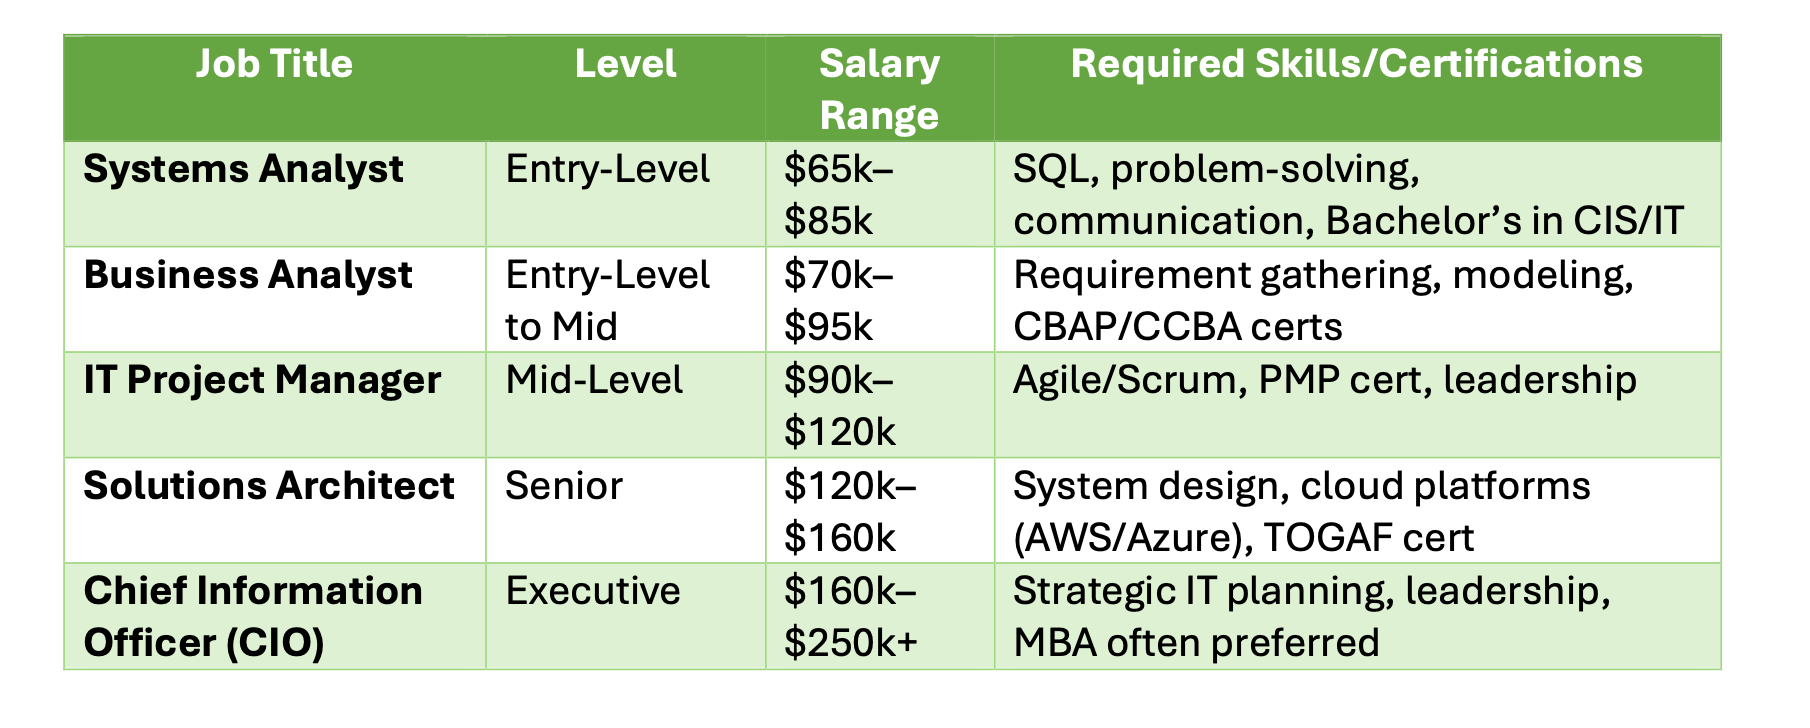 Job Title
Level
Salary
Range
Required Skills/Certifications
Systems Analyst
Entry-Level
$65k–
$85k
SQL, problem-solving,
communication, Bachelor’s in CIS/IT
Business Analyst
Entry-Level
to Mid
$70k–
$95k
Requirement gathering, modeling,
CBAP/CCBA certs
IT Project Manager
Mid-Level
$90k–
$120k
Agile/Scrum, PMP cert, leadership
Solutions Architect
Senior
$120k–
$160k
System design, cloud platforms
(AWS/Azure), TOGAF cert
Chief Information
Officer (CIO)
Executive
$160k–
$250k+
Strategic IT planning, leadership,
MBA often preferred